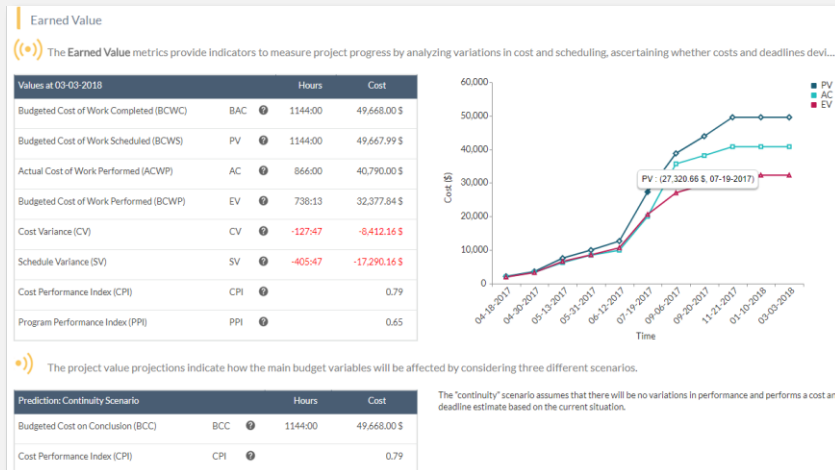 Earned Value
The Earned Value metrics provide indicators to measure project progress by analyzing variations in cost and scheduling, ascertaining whether costs and deadlines devi...
Values at 03-03-2018 Hours Cost
Budgeted Cost of Work Completed (BCWC) BAC ? 1144:00 49,668.00 $
Budgeted Cost of Work Scheduled (BCWS) PV ? 1144:00 49,667.99 $
Actual Cost of Work Performed (ACWP) AC ? 866:00 40,790.00 $
Budgeted Cost of Work Performed (BCWP) EV ? 738:13 32,377.84 $
Cost Variance (CV) CV ? -127:47 -8,412.16 $
Schedule Variance (SV) SV ? -405:47 -17,290.16 $
Cost Performance Index (CPI) CPI ? 0.79
Program Performance Index (PPI) PPI ? 0.65
60,000
50,000
40,000
30,000
20,000
10,000
0
Cost ($)
PV : (27,320.66 $, 07-19-2017)
PV
AC
EV
04-18-2017
04-30-2017
05-13-2017
05-31-2017
06-12-2017
07-19-2017
09-06-2017
09-20-2017
11-21-2017
01-10-2018
03-03-2018
Time
The project value projections indicate how the main budget variables will be affected by considering three different scenarios.
Prediction: Continuity Scenario Hours Cost
Budgeted Cost on Conclusion (BCC) BCC ? 1144:00 49,668.00 $
Cost Performance Index (CPI) CPI ? 0.79
The "continuity" scenario assumes that there will be no variations in performance and performs a cost an
deadline estimate based on the current situation.